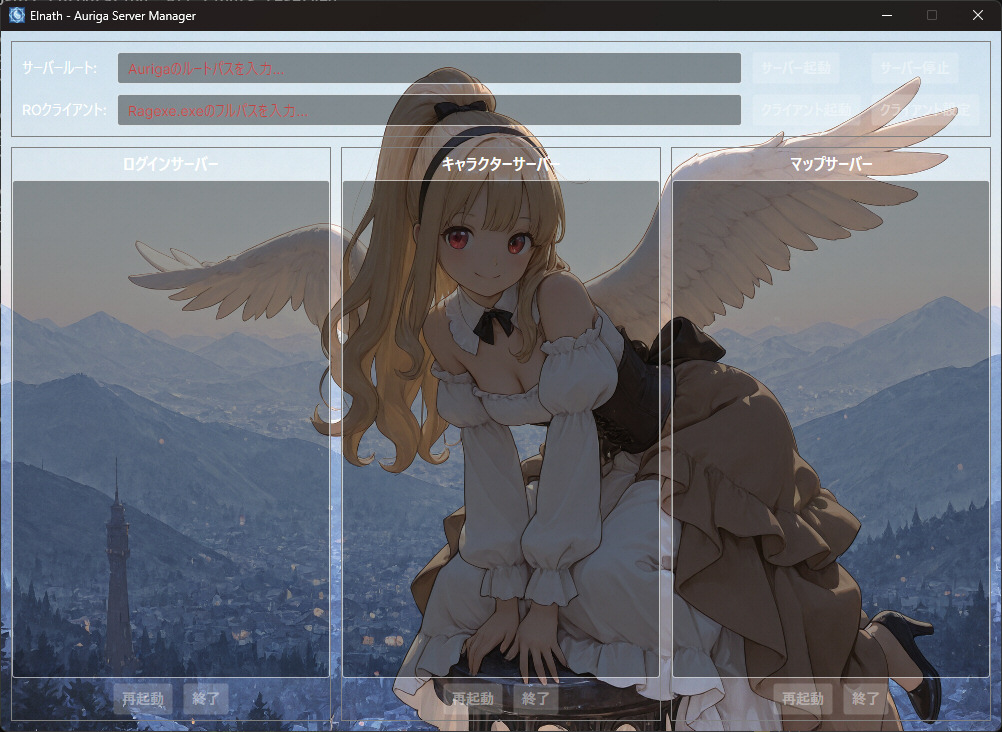 Elnath - Auriga Server Manager
サーバールート: Aurigaのルートパスを入力... サーバー起動 サーバー停止
ROクライアント: Ragexe.exeのフルパスを入力... クライアント起動 クライアント設定
ログインサーバー キャラクターサーバー マップサーバー
再起動 終了 再起動 終了 再起動 終了